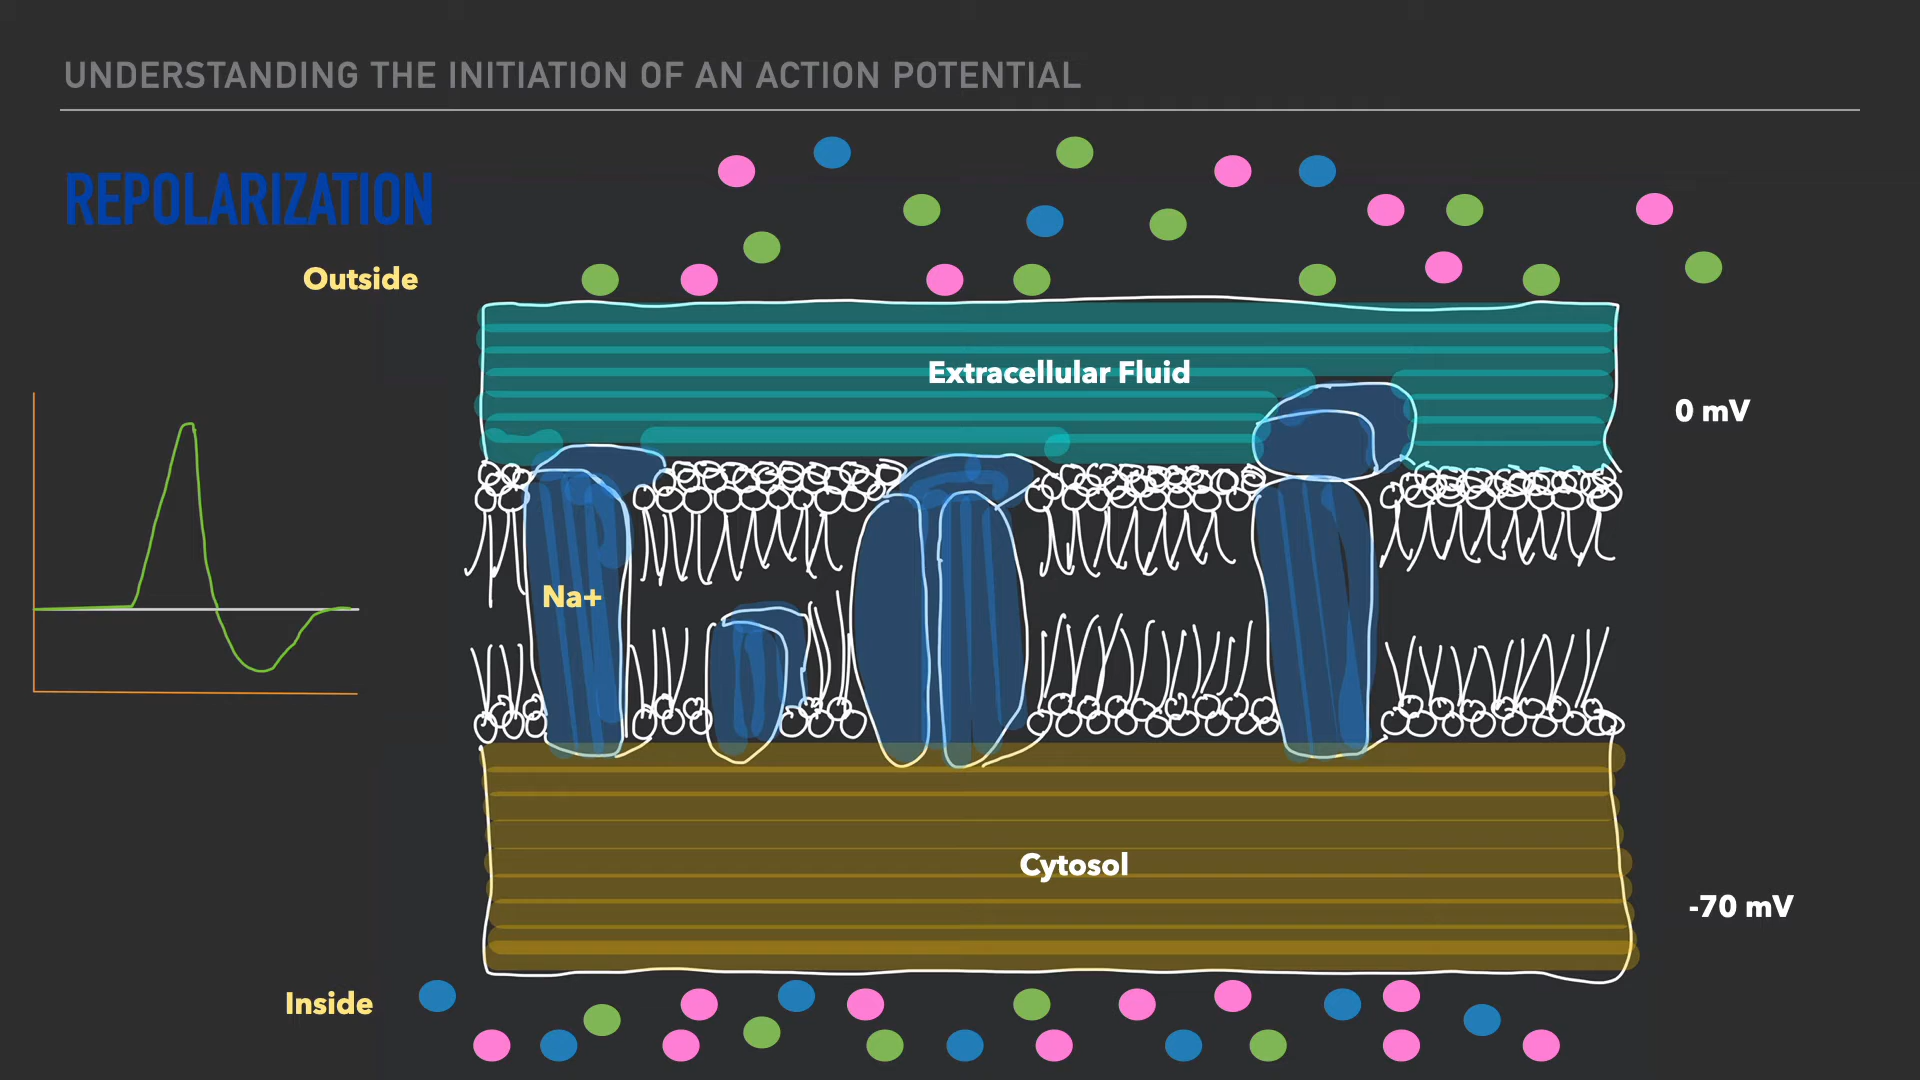 UNDERSTANDING THE INITIATION OF AN ACTION POTENTIAL
REPOLARIZATION
Outside
Extracellular Fluid
0 mV
Na+
Cytosol
-70 mV
Inside